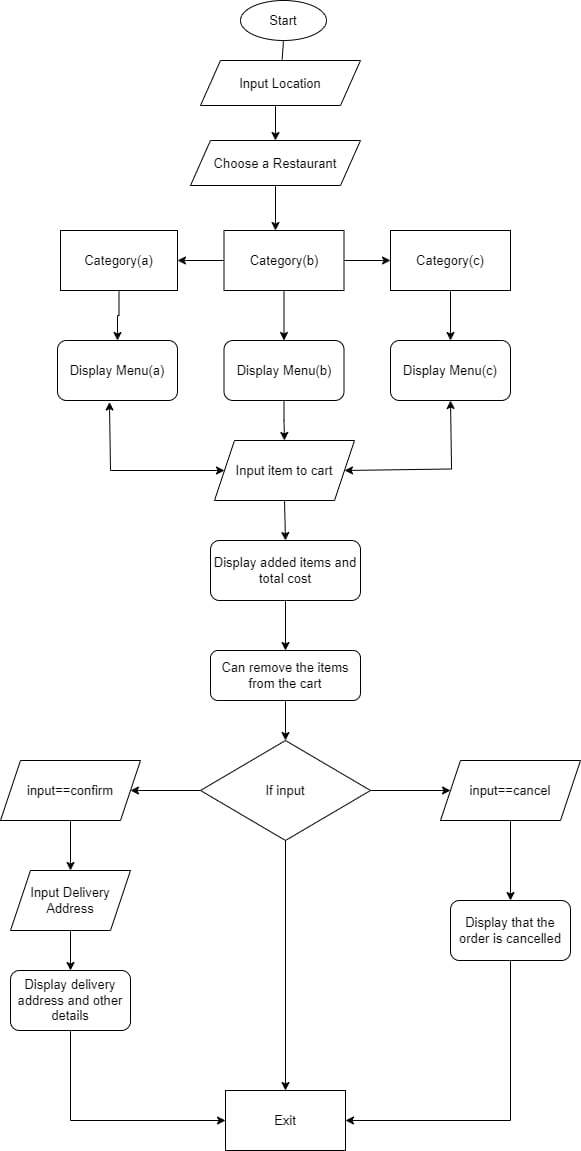 Start
Input Location
Choose a Restaurant
Category(a)
Category(b)
Category(c)
Display Menu(a)
Display Menu(b)
Display Menu(c)
Input item to cart
Display added items and
total cost
Can remove the items
from the cart
input==confirm
If input
input==cancel
Input Delivery
Address
Display that the
order is cancelled
Display delivery
address and other
details
Exit